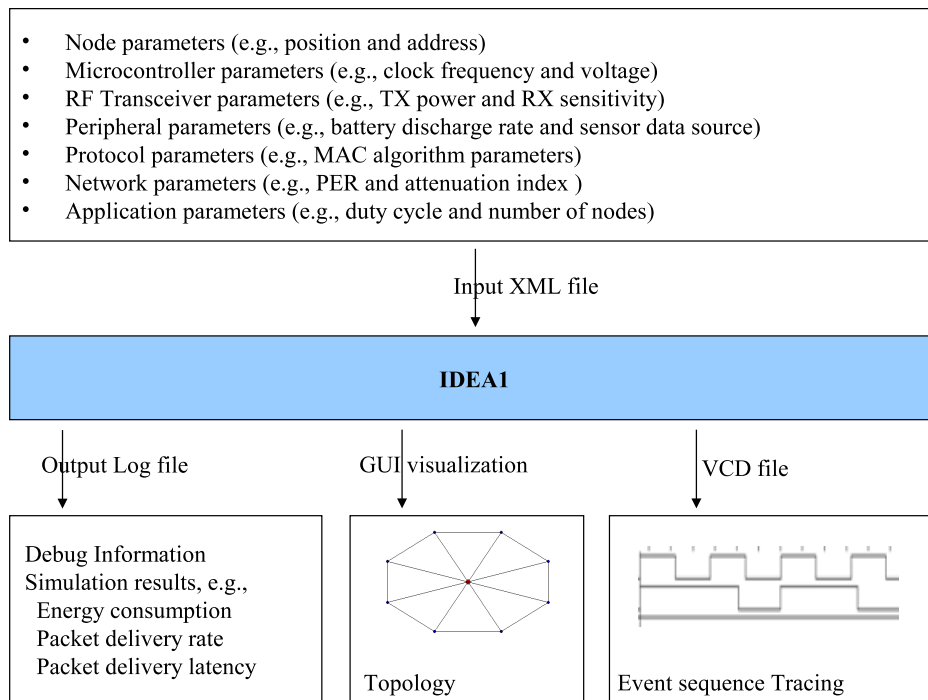 • Node parameters (e.g., position and address)
• Microcontroller parameters (e.g., clock frequency and voltage)
• RF Transceiver parameters (e.g., TX power and RX sensitivity)
• Peripheral parameters (e.g., battery discharge rate and sensor data source)
• Protocol parameters (e.g., MAC algorithm parameters)
• Network parameters (e.g., PER and attenuation index )
• Application parameters (e.g., duty cycle and number of nodes)
Input XML file
IDEA1
Output Log file
GUI visualization
VCD file
Debug Information
Simulation results, e.g.,
Energy consumption
Packet delivery rate
Packet delivery latency
Topology
Event sequence Tracing